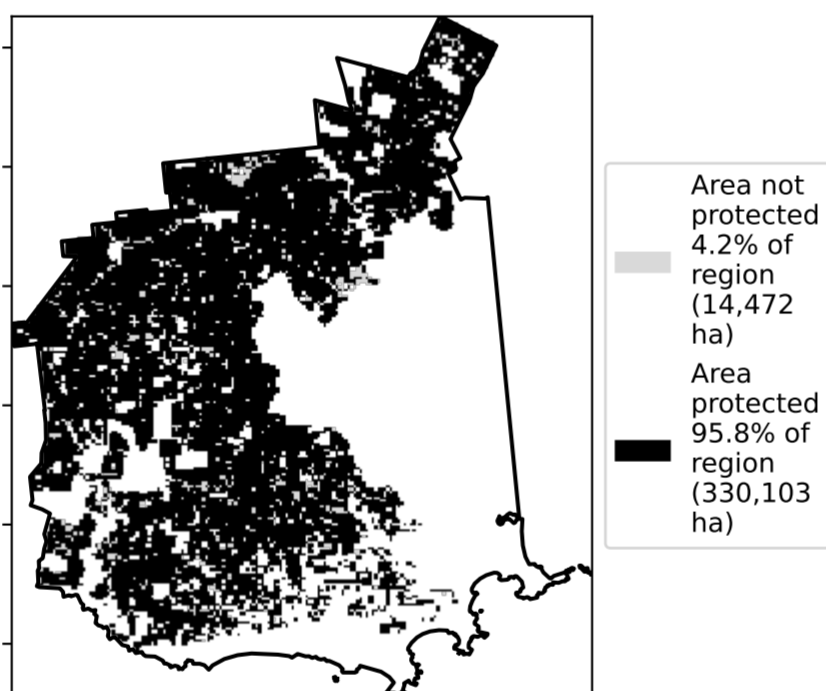 Area not
protected
4.2% of
region
(14,472
ha)
Area
protected
95.8% of
region
(330,103
ha)